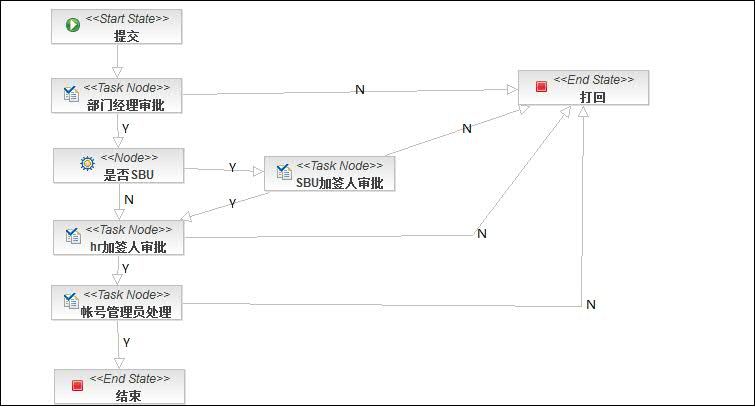 <<Start State>>
提交
<<Task Node>>
部门经理审批
N
<<End State>>
打回
Y
N
<<Node>>
是否SBU
Y
<<Task Node>>
SBU加签人审批
N
Y
<<Task Node>>
hr加签人审批
N
Y
<<Task Node>>
帐号管理员处理
N
Y
<<End State>>
结束